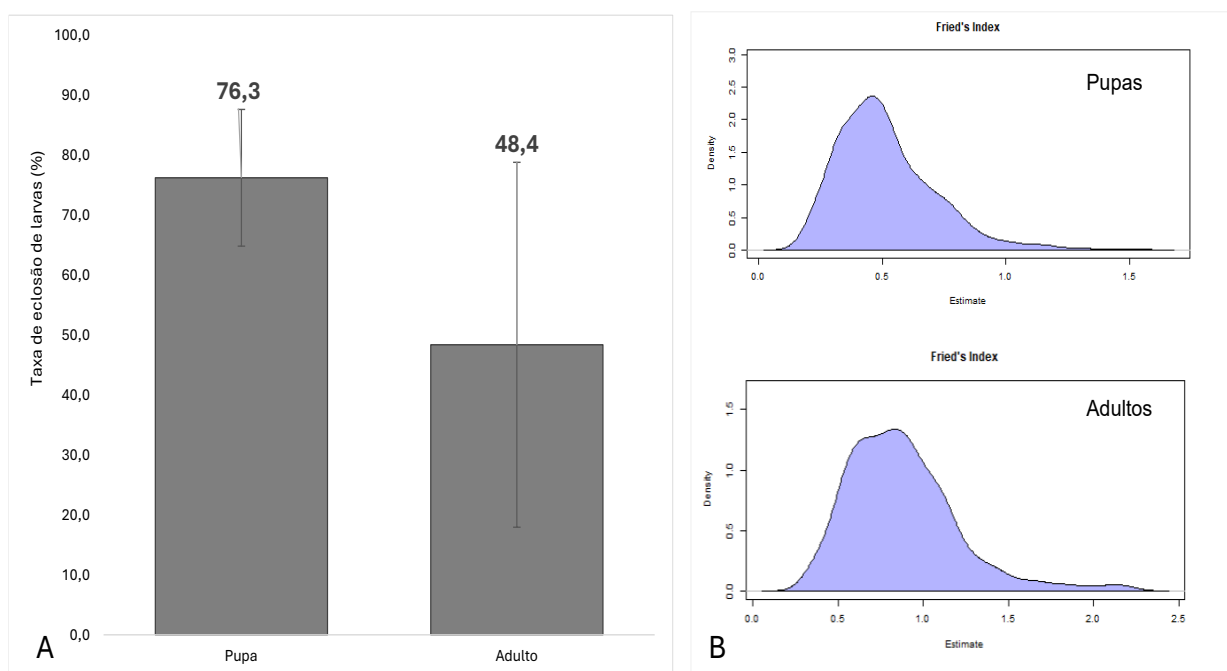 Taxa de eclosão de larvas (%)
100,0
90,0
80,0
70,0
60,0
50,0
40,0
30,0
20,0
10,0
0,0
76,3
48,4
Pupa
Adulto
A
Fried's Index
Pupas
Density
3.0
2.5
2.0
1.5
1.0
0.5
0.0
0.0 0.5 1.0 1.5
Estimate
Fried's Index
Adultos
Density
1.5
1.0
0.5
0.0
0.0 0.5 1.0 1.5 2.0 2.5
Estimate
B